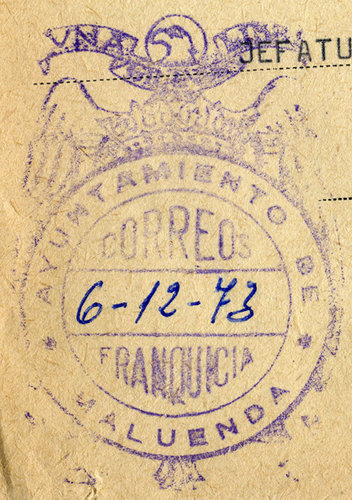 UNA
JEFATU
AYUNTAMIENTO DE
CORREOS
6-12-73
FRANQUICIA
MALUENDA